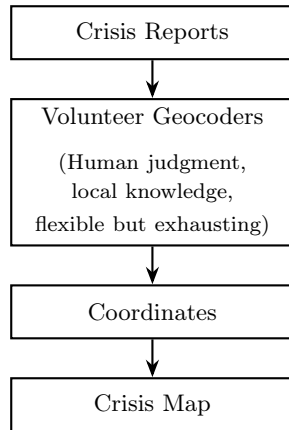 Crisis Reports
Volunteer Geocoders
(Human judgment,
local knowledge,
flexible but exhausting)
Coordinates
Crisis Map